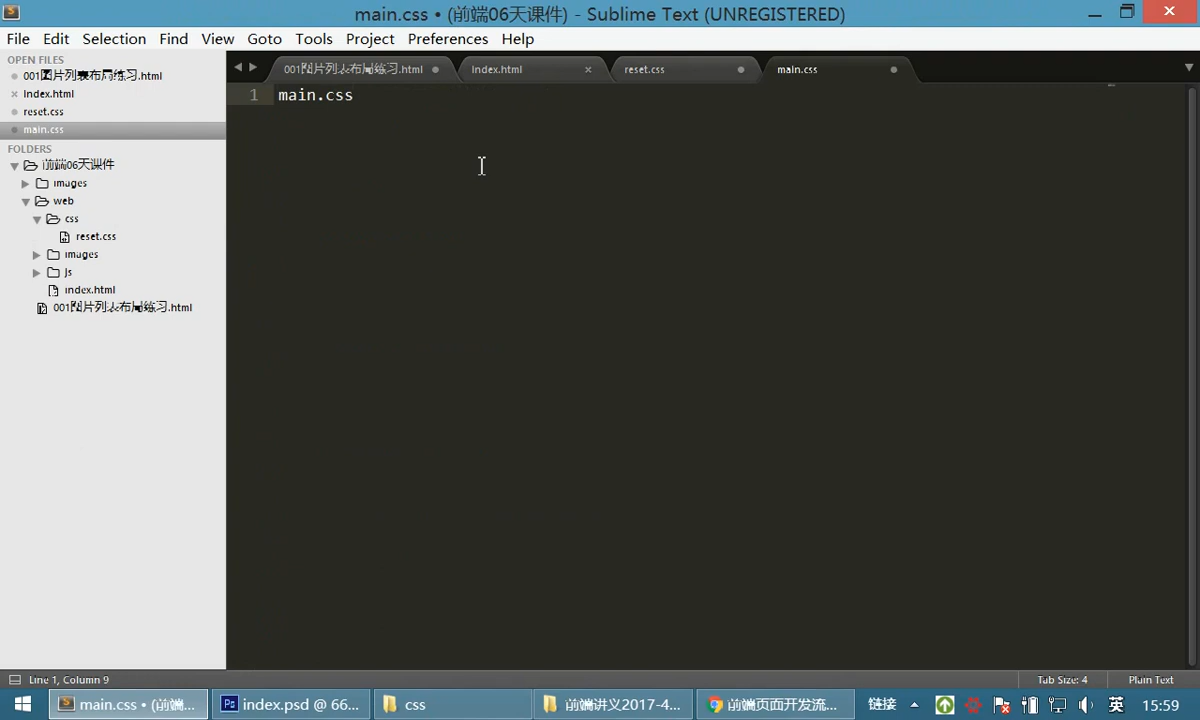 main.css • (前端06天课件) - Sublime Text (UNREGISTERED)
File Edit Selection Find View Goto Tools Project Preferences Help
OPEN FILES
001图片列表布局练习.html
index.html
reset.css
main.css
FOLDERS
前端06天课件
images
web
css
reset.css
images
js
index.html
001图片列表布局练习.html
001图片列表布局练习.html index.html reset.css main.css
1 main.css
Line 1, Column 9 Tab Size: 4 Plain Text
main.css • (前端... index.psd @ 66... css 前端讲义2017-4... 前端页面开发流... 链接 英 15:59